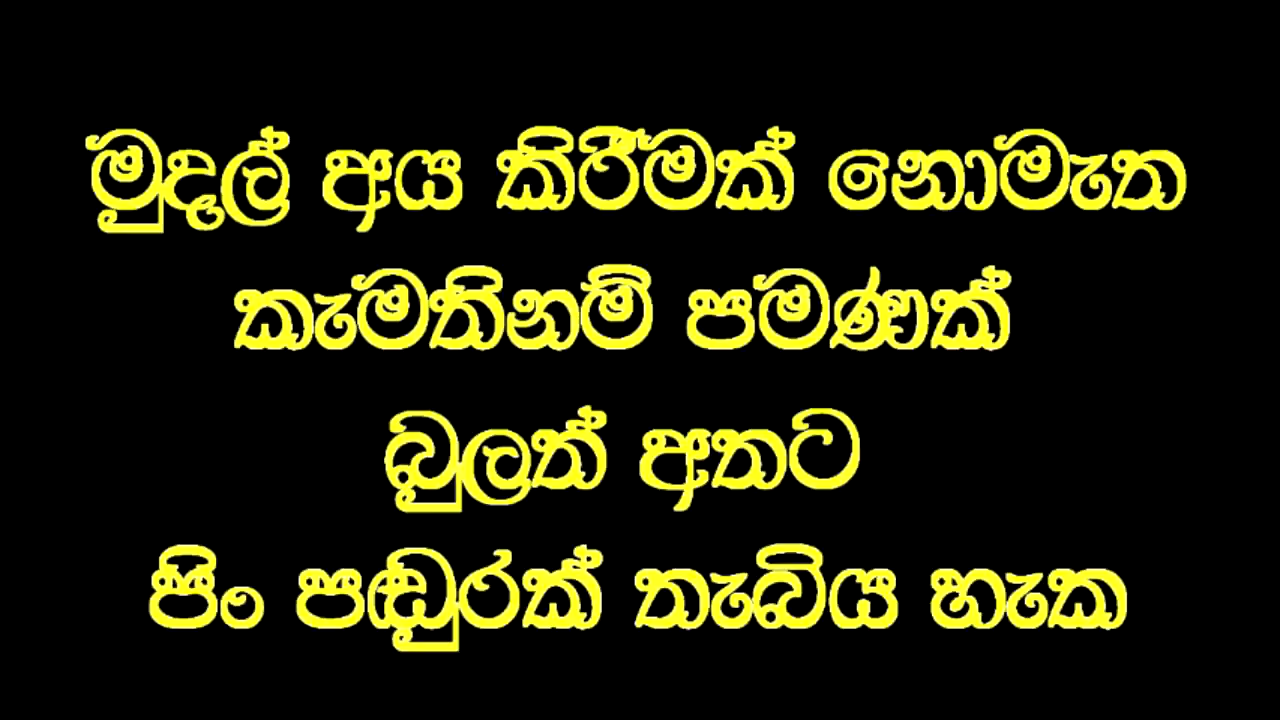 මුදල් අය කිරීමක් නොමැත
කැමතිනම් පමණක්
බුලත් අතට
පිං පඬුරක් තැබිය හැක